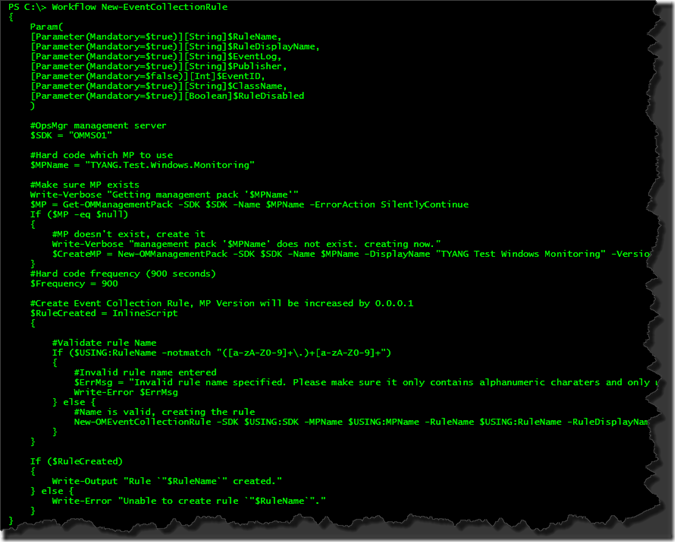 PS C:\> Workflow New-EventCollectionRule
{
Param(
[Parameter(Mandatory=$true)][String]$RuleName,
[Parameter(Mandatory=$true)][String]$RuleDisplayName,
[Parameter(Mandatory=$true)][String]$EventLog,
[Parameter(Mandatory=$true)][String]$Publisher,
[Parameter(Mandatory=$false)][Int]$EventID,
[Parameter(Mandatory=$true)][String]$ClassName,
[Parameter(Mandatory=$true)][Boolean]$RuleDisabled
)
#OpsMgr management server
$SDK = "OMMS01"
#Hard code which MP to use
$MPName = "TYANG.Test.Windows.Monitoring"
#Make sure MP exists
Write-Verbose "Getting management pack '$MPName'"
$MP = Get-OMManagementPack -SDK $SDK -Name $MPName -ErrorAction SilentlyContinue
If ($MP -eq $null)
{
#MP doesn't exist, create it
Write-Verbose "management pack '$MPName' does not exist. creating now."
$CreateMP = New-OMManagementPack -SDK $SDK -Name $MPName -DisplayName "TYANG Test Windows Monitoring" -Versio
}
#Hard code frequency (900 seconds)
$Frequency = 900
#Create Event Collection Rule, MP Version will be increased by 0.0.0.1
$RuleCreated = InlineScript
{
#Validate rule Name
If ($USING:RuleName -notmatch "([a-zA-Z0-9]+\.)+[a-zA-Z0-9]+")
{
#Invalid rule name entered
$ErrMsg = "Invalid rule name specified. Please make sure it only contains alphanumeric charaters and only
Write-Error $ErrMsg
} else {
#Name is valid, creating the rule
New-OMEventCollectionRule -SDK $USING:SDK -MPName $USING:MPName -RuleName $USING:RuleName -RuleDisplayNam
}
}
If ($RuleCreated)
{
Write-Output "Rule `"$RuleName`" created."
} else {
Write-Error "Unable to create rule `"$RuleName`"."
}
}